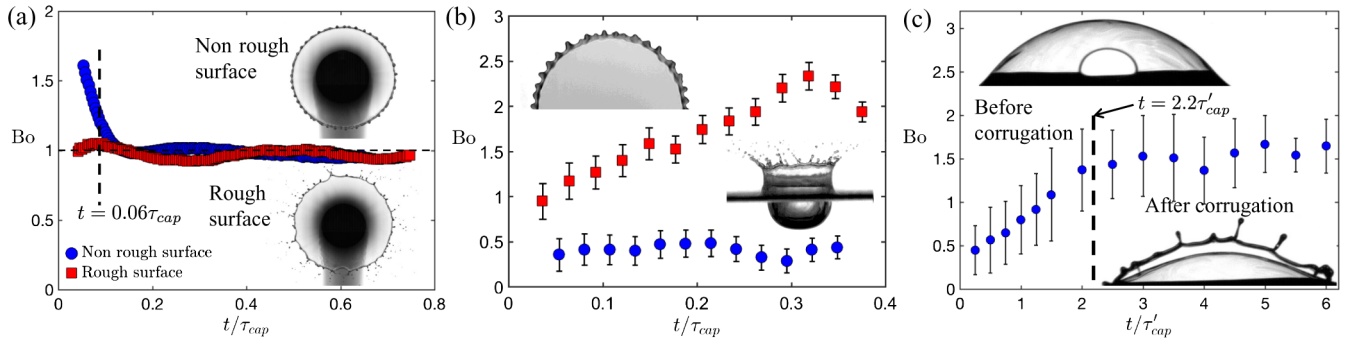 (a)
2
1.5
1
0.5
0
Bo
Non rough
surface
Rough
surface
t = 0.06τcap
Non rough surface
Rough surface
0 0.2 0.4 0.6 0.8
t/τcap
(b)
3
2.5
2
1.5
1
0.5
0
Bo
0 0.1 0.2 0.3 0.4
t/τcap
(c)
3
2.5
2
1.5
1
0.5
0
Bo
Before
corrugation
t = 2.2τ′cap
After corrugation
0 1 2 3 4 5 6
t/τ′cap